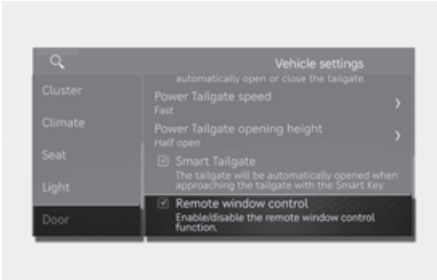 Vehicle settings
automatically open or close the tailgate.
Cluster
Power Tailgate speed
Fast
Climate
Power Tailgate opening height
Half open
Seat
Smart Tailgate
The tailgate will be automatically opened when
approaching the tailgate with the Smart Key.
Light
Remote window control
Enable/disable the remote window control
function.
Door